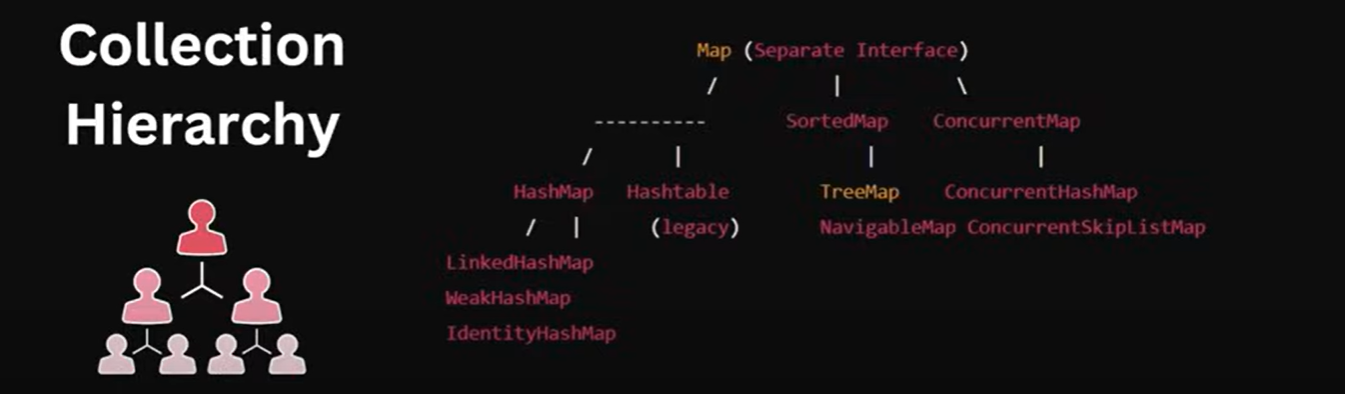 Collection
Hierarchy
Map (Separate Interface)
/ | \
---------- SortedMap ConcurrentMap
/ | | |
HashMap Hashtable TreeMap ConcurrentHashMap
/ | (legacy) NavigableMap ConcurrentSkipListMap
LinkedHashMap
WeakHashMap
IdentityHashMap